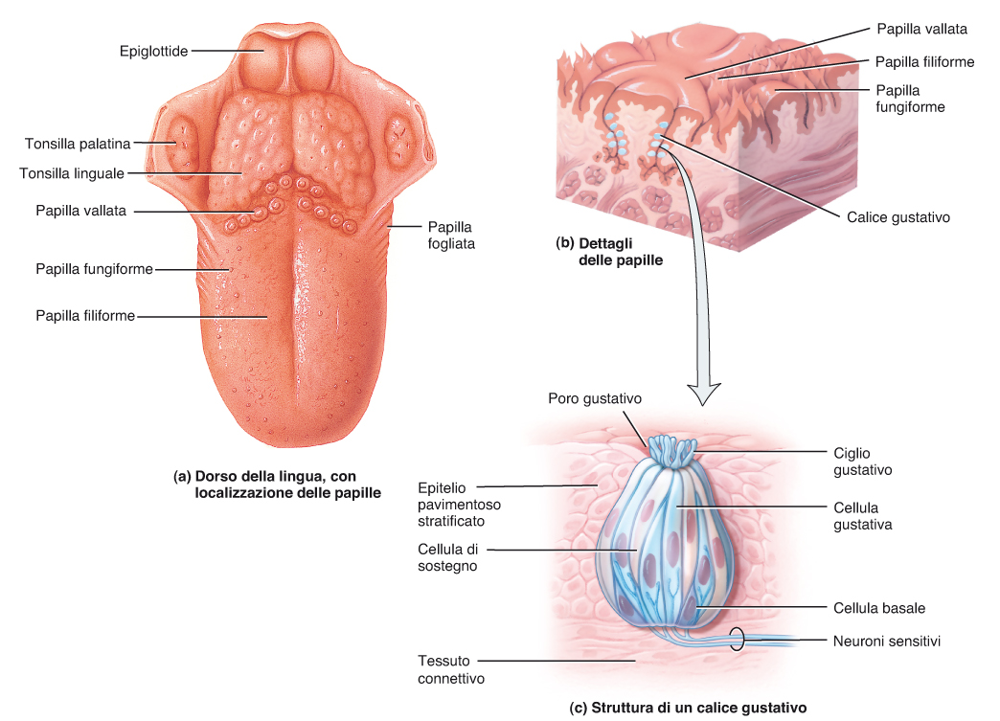 Epiglottide
Tonsilla palatina
Tonsilla linguale
Papilla vallata
Papilla fungiforme
Papilla filiforme
Papilla
fogliata
(a) Dorso della lingua, con
localizzazione delle papille
Papilla vallata
Papilla filiforme
Papilla
fungiforme
Calice gustativo
(b) Dettagli
delle papille
Poro gustativo
Epitelio
pavimentoso
stratificato
Cellula di
sostegno
Tessuto
connettivo
Ciglio
gustativo
Cellula
gustativa
Cellula basale
Neuroni sensitivi
(c) Struttura di un calice gustativo